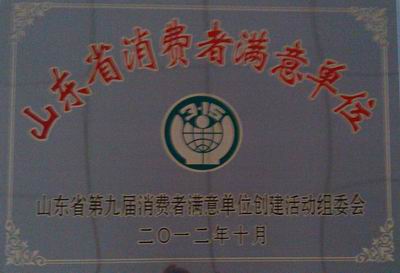 山东省消费者满意单位
3·15
山东省第九届消费者满意单位创建活动组委会
二〇一二年十月